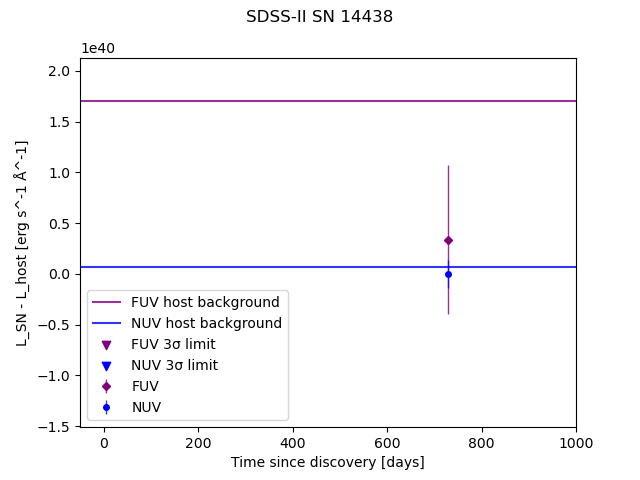 SDSS-II SN 14438
1e40
2.0
1.5
1.0
0.5
0.0
−0.5
−1.0
−1.5
L_SN - L_host [erg s^-1 Å^-1]
FUV host background
NUV host background
FUV 3σ limit
NUV 3σ limit
FUV
NUV
0 200 400 600 800 1000
Time since discovery [days]